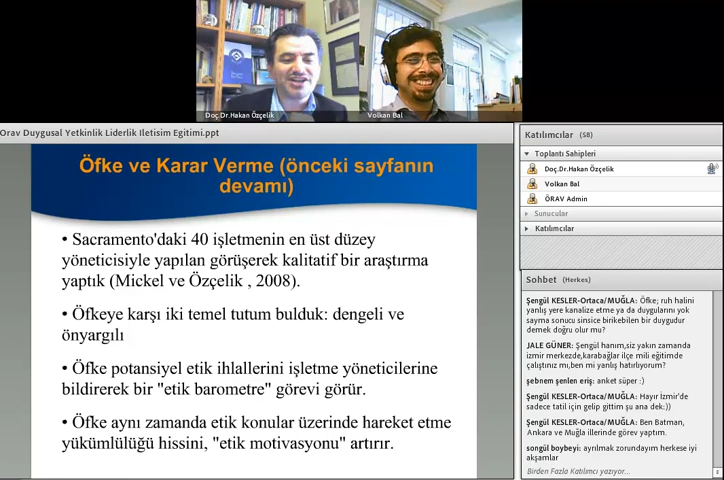 Doç.Dr.Hakan Özçelik
Volkan Bal
Orav Duygusal Yetkinlik Liderlik Iletisim Egitimi.ppt
Öfke ve Karar Verme (önceki sayfanın
devamı)
• Sacramento'daki 40 işletmenin en üst düzey
yöneticisiyle yapılan görüşerek kalitatif bir araştırma
yaptık (Mickel ve Özçelik , 2008).
• Öfkeye karşı iki temel tutum bulduk: dengeli ve
önyargılı
• Öfke potansiyel etik ihlallerini işletme yöneticilerine
bildirerek bir "etik barometre" görevi görür.
• Öfke aynı zamanda etik konular üzerinde hareket etme
yükümlülüğü hissini, "etik motivasyonu" artırır.
Katılımcılar (58)
Toplantı Sahipleri
Doç.Dr.Hakan Özçelik
Volkan Bal
ÖRAV Admin
Sunucular
Katılımcılar
Sohbet (Herkes)
Şengül KESLER-Ortaca/MUĞLA: Öfke; ruh halini
yanlış yere kanalize etme ya da duygularını yok
sayma sonucu sinsice birikebilen bir duygudur
demek doğru olur mu?
JALE GÜNER: Şengül hanım,siz yakın zamanda
izmir merkezde,karabağlar ilçe mili eğitimde
çalıştınız mı,ben mi yanlış hatırlıyorum?
şebnem şenlen eriş: anket süper :)
Şengül KESLER-Ortaca/MUĞLA: Hayır İzmir'de
sadece tatil için gelip gittim şu ana dek:))
Şengül KESLER-Ortaca/MUĞLA: Ben Batman,
Ankara ve Muğla illerinde görev yaptım.
songül boybeyi: ayrılmak zorundayım herkese iyi
akşamlar
Birden Fazla Katılımcı yazıyor...